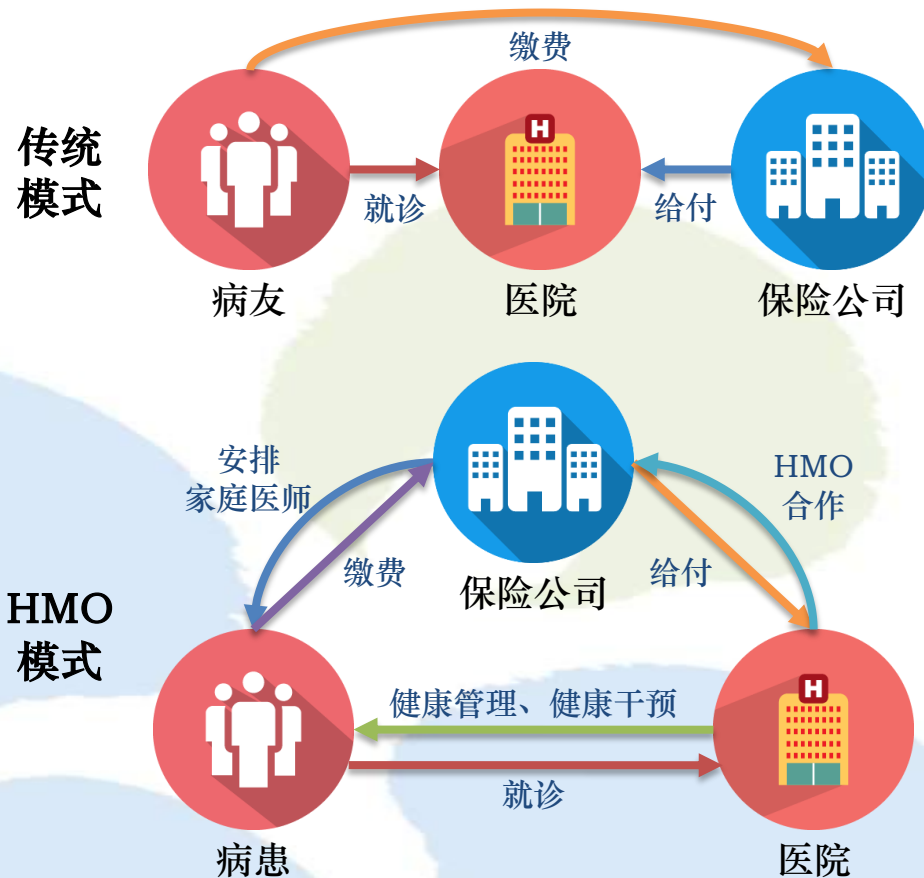 缴费
传统
模式
H
就诊
给付
病友
医院
保险公司
安排
家庭医师
HMO
合作
缴费
给付
保险公司
HMO
模式
H
健康管理、健康干预
就诊
病患
医院